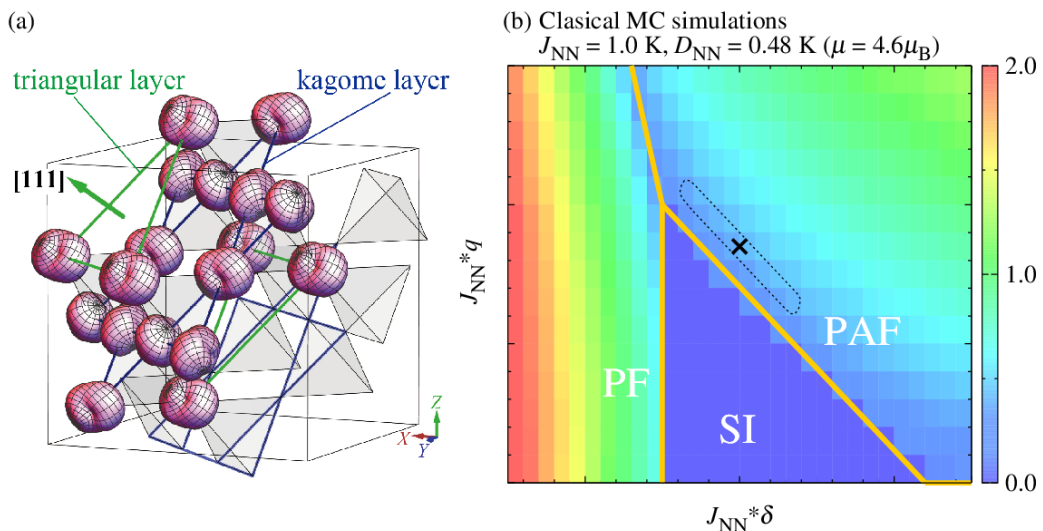 (a)
triangular layer
kagome layer
[111̄]
Z
X
Y
(b) Clasical MC simulations
J_NN = 1.0 K, D_NN = 0.48 K (μ = 4.6μ_B)
J_NN*q
PF
SI
PAF
J_NN*δ
2.0
1.0
0.0